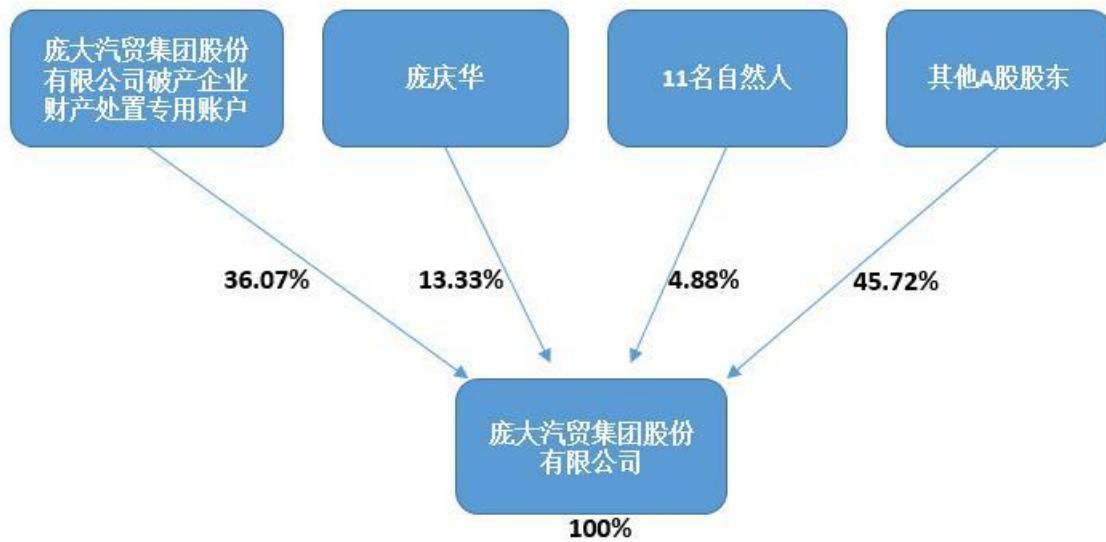 庞大汽贸集团股份
有限公司破产企业
财产处置专用账户
庞庆华
11名自然人
其他A股股东
36.07%
13.33%
4.88%
45.72%
庞大汽贸集团股份
有限公司
100%